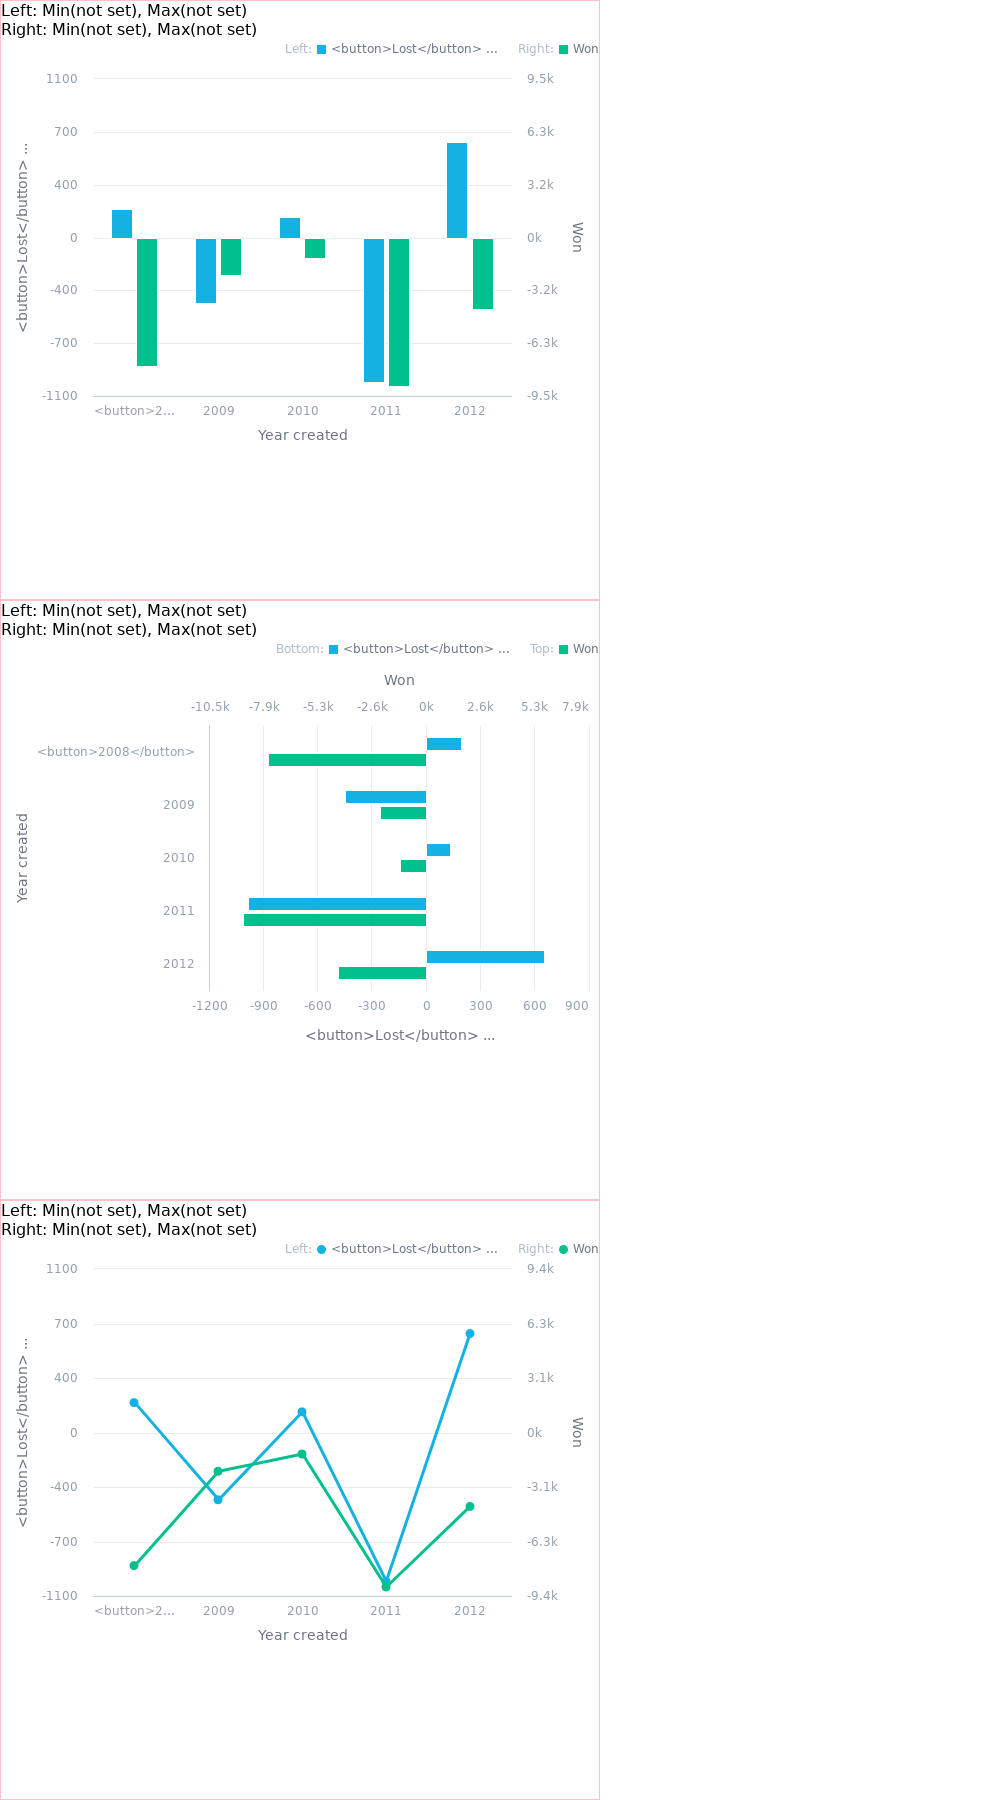 Left: Min(not set), Max(not set)
Right: Min(not set), Max(not set)
Left: <button>Lost</button> ... Right: Won
1100 9.5k
700 6.3k
400 3.2k
0 0k
-400 -3.2k
-700 -6.3k
-1100 -9.5k
<button>Lost</button> ...
Won
<button>2... 2009 2010 2011 2012
Year created
Left: Min(not set), Max(not set)
Right: Min(not set), Max(not set)
Bottom: <button>Lost</button> ... Top: Won
Won
-10.5k -7.9k -5.3k -2.6k 0k 2.6k 5.3k 7.9k
<button>2008</button>
2009
2010
2011
2012
Year created
-1200 -900 -600 -300 0 300 600 900
<button>Lost</button> ...
Left: Min(not set), Max(not set)
Right: Min(not set), Max(not set)
Left: <button>Lost</button> ... Right: Won
1100 9.4k
700 6.3k
400 3.1k
0 0k
-400 -3.1k
-700 -6.3k
-1100 -9.4k
<button>Lost</button> ...
Won
<button>2... 2009 2010 2011 2012
Year created